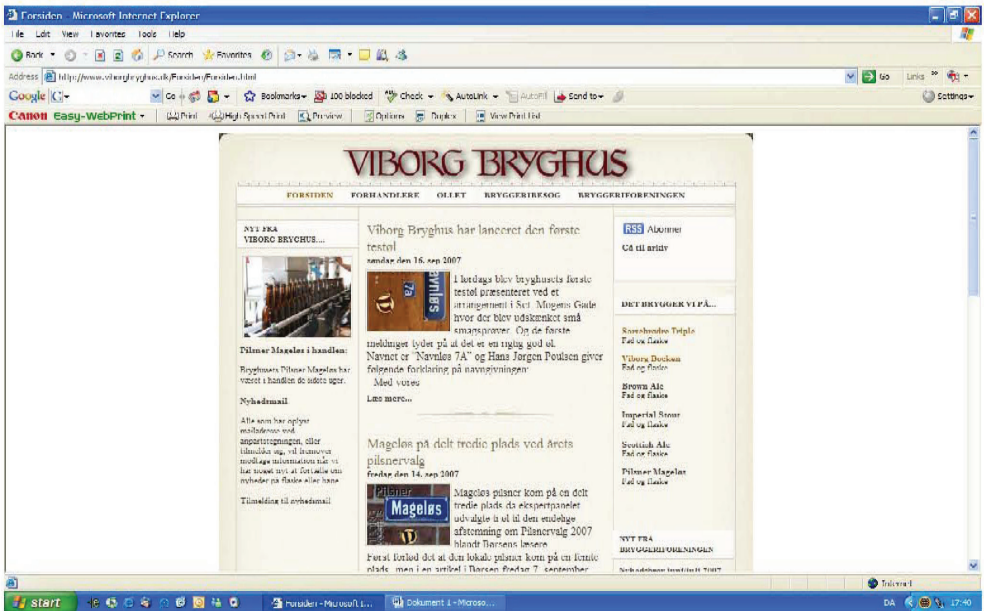 Forsiden - Microsoft Internet Explorer
File Edit View Favorites Tools Help
Back Search Favorites
Address http://www.viborgbryghus.dk/Forsiden/Forsiden.html Go Links
Google G Go Bookmarks 100 blocked Check AutoLink AutoFill Send to Settings
Canon Easy-WebPrint Print High Speed Print Preview Options Duplex View Print List
VIBORG BRYGHUS
FORSIDEN FORHANDLERE ØLLET BRYGGERIBESØG BRYGGERIFORENINGEN
NYT FRA
VIBORG BRYGHUS....
Pilsner Mageløs i handlen:
Bryghusets Pilsner Mageløs har
været i handlen de sidste uger.
Nyhedsmail
Alle som har oplyst
mailadresse ved
anpartstegningen, eller
tilmelder sig, vil fremover
modtage information når vi
har noget nyt at fortælle om
nyheder på flaske eller bane
Tilmelding til nyhedsmail
Viborg Bryghus har lanceret den første
testøl
søndag den 16. sep 2007
Navnløs
7a
I lørdags blev bryghusets første
testøl præsenteret ved et
arrangement i Sct. Mogens Gade
hvor der blev udskænket små
smagsprøver. Og de første
meldinger tyder på at det er en rigtig god øl.
Navnet er "Navnløs 7A" og Hans Jørgen Poulsen giver
følgende forklaring på navngivningen:
Med vores
Læs mere...
Mageløs på delt tredie plads ved årets
pilsnervalg
fredag den 14. sep 2007
Pilsner
Mageløs
Mageløs pilsner kom på en delt
tredie plads da ekspertpanelet
udvalgte ti øl til den endelige
afstemning om Pilsnervalg 2007
blandt Børsens læsere
Først forlød det at den lokale pilsner kom på en femte
plads, men i en artikel i Børsen fredag 7. september
RSS Abonner
Gå til arkiv
DET BRYGGER VI PÅ...
Sortebrødre Triple
Fad og flaske
Viborg Docken
Fad og flaske
Brown Ale
Fad og flaske
Imperial Stout
Fad og flaske
Scottish Ale
Fad og flaske
Pilsner Mageløs
Fad og flaske
NYT FRA
BRYGGERIFORENINGEN
2007
Internet
start Forsiden - Microsoft I... Dokument 1 - Microso... DA 17:40